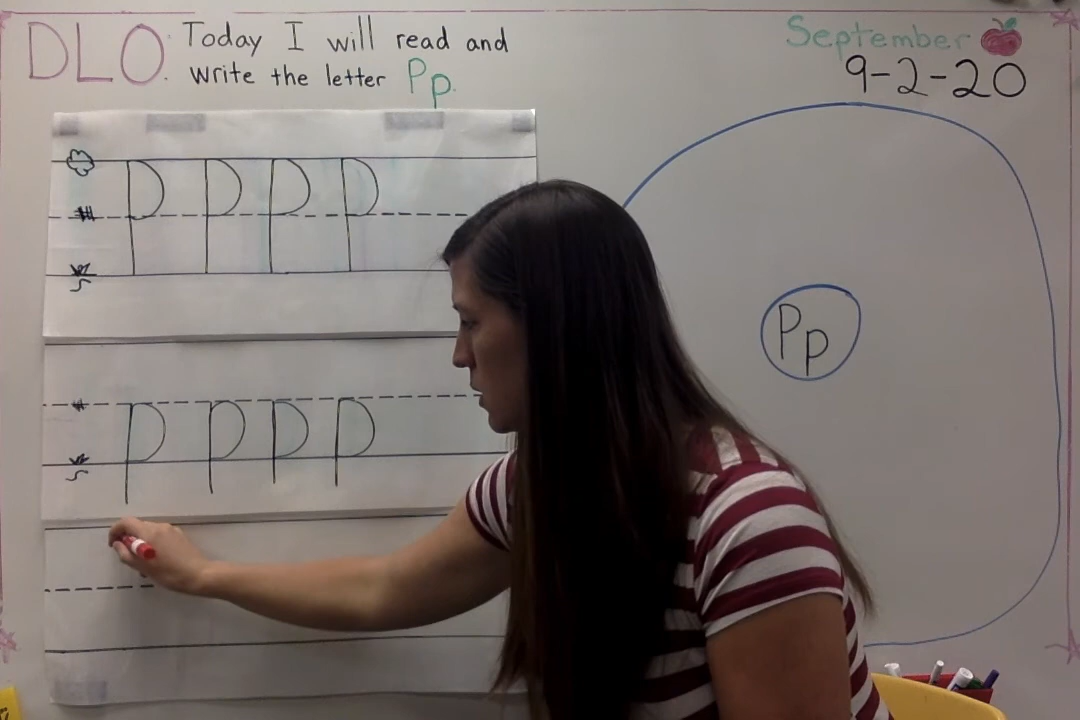 DLO. Today I will read and
write the letter Pp.
September
9-2-20
P P P P
p p p p
Pp